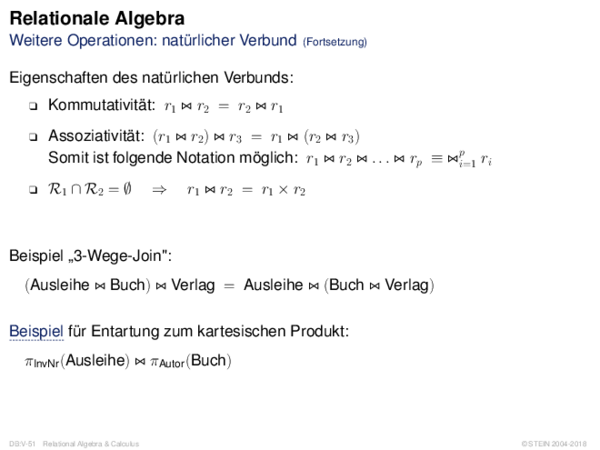 Relationale Algebra
Weitere Operationen: natürlicher Verbund (Fortsetzung)
Eigenschaften des natürlichen Verbunds:
❑ Kommutativität: r₁ ⋈ r₂ = r₂ ⋈ r₁
❑ Assoziativität: (r₁ ⋈ r₂) ⋈ r₃ = r₁ ⋈ (r₂ ⋈ r₃)
Somit ist folgende Notation möglich: r₁ ⋈ r₂ ⋈ … ⋈ rₚ ≡ ⋈ᵖᵢ₌₁ rᵢ
❑ ℛ₁ ∩ ℛ₂ = ∅ ⇒ r₁ ⋈ r₂ = r₁ × r₂
Beispiel „3-Wege-Join":
(Ausleihe ⋈ Buch) ⋈ Verlag = Ausleihe ⋈ (Buch ⋈ Verlag)
Beispiel für Entartung zum kartesischen Produkt:
π InvNr(Ausleihe) ⋈ π Autor(Buch)
DB:V-51 Relational Algebra & Calculus
©STEIN 2004-2018